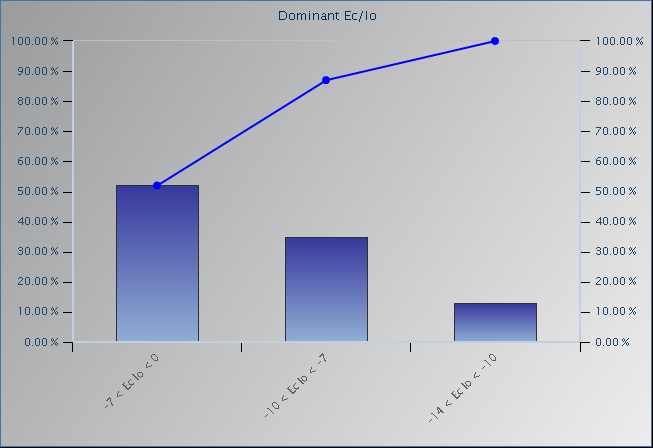 Dominant Ec/Io
100.00 % 100.00 %
90.00 % 90.00 %
80.00 % 80.00 %
70.00 % 70.00 %
60.00 % 60.00 %
50.00 % 50.00 %
40.00 % 40.00 %
30.00 % 30.00 %
20.00 % 20.00 %
10.00 % 10.00 %
0.00 % 0.00 %
-7 < Ec Io < 0
-10 < Ec Io < -7
-14 < Ec Io < -10